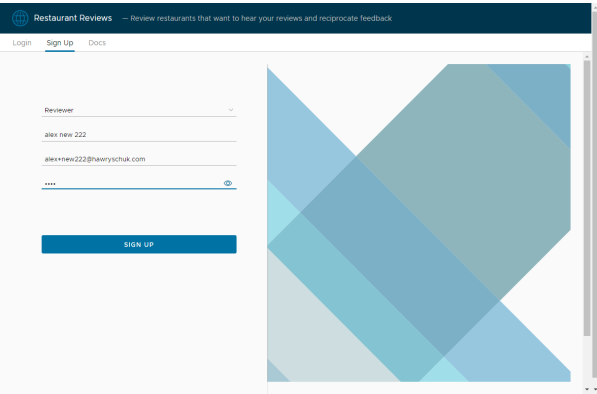 Restaurant Reviews — Review restaurants that want to hear your reviews and reciprocate feedback
Login Sign Up Docs
Reviewer
alex new 222
alex+new222@hawryschuk.com
••••
SIGN UP